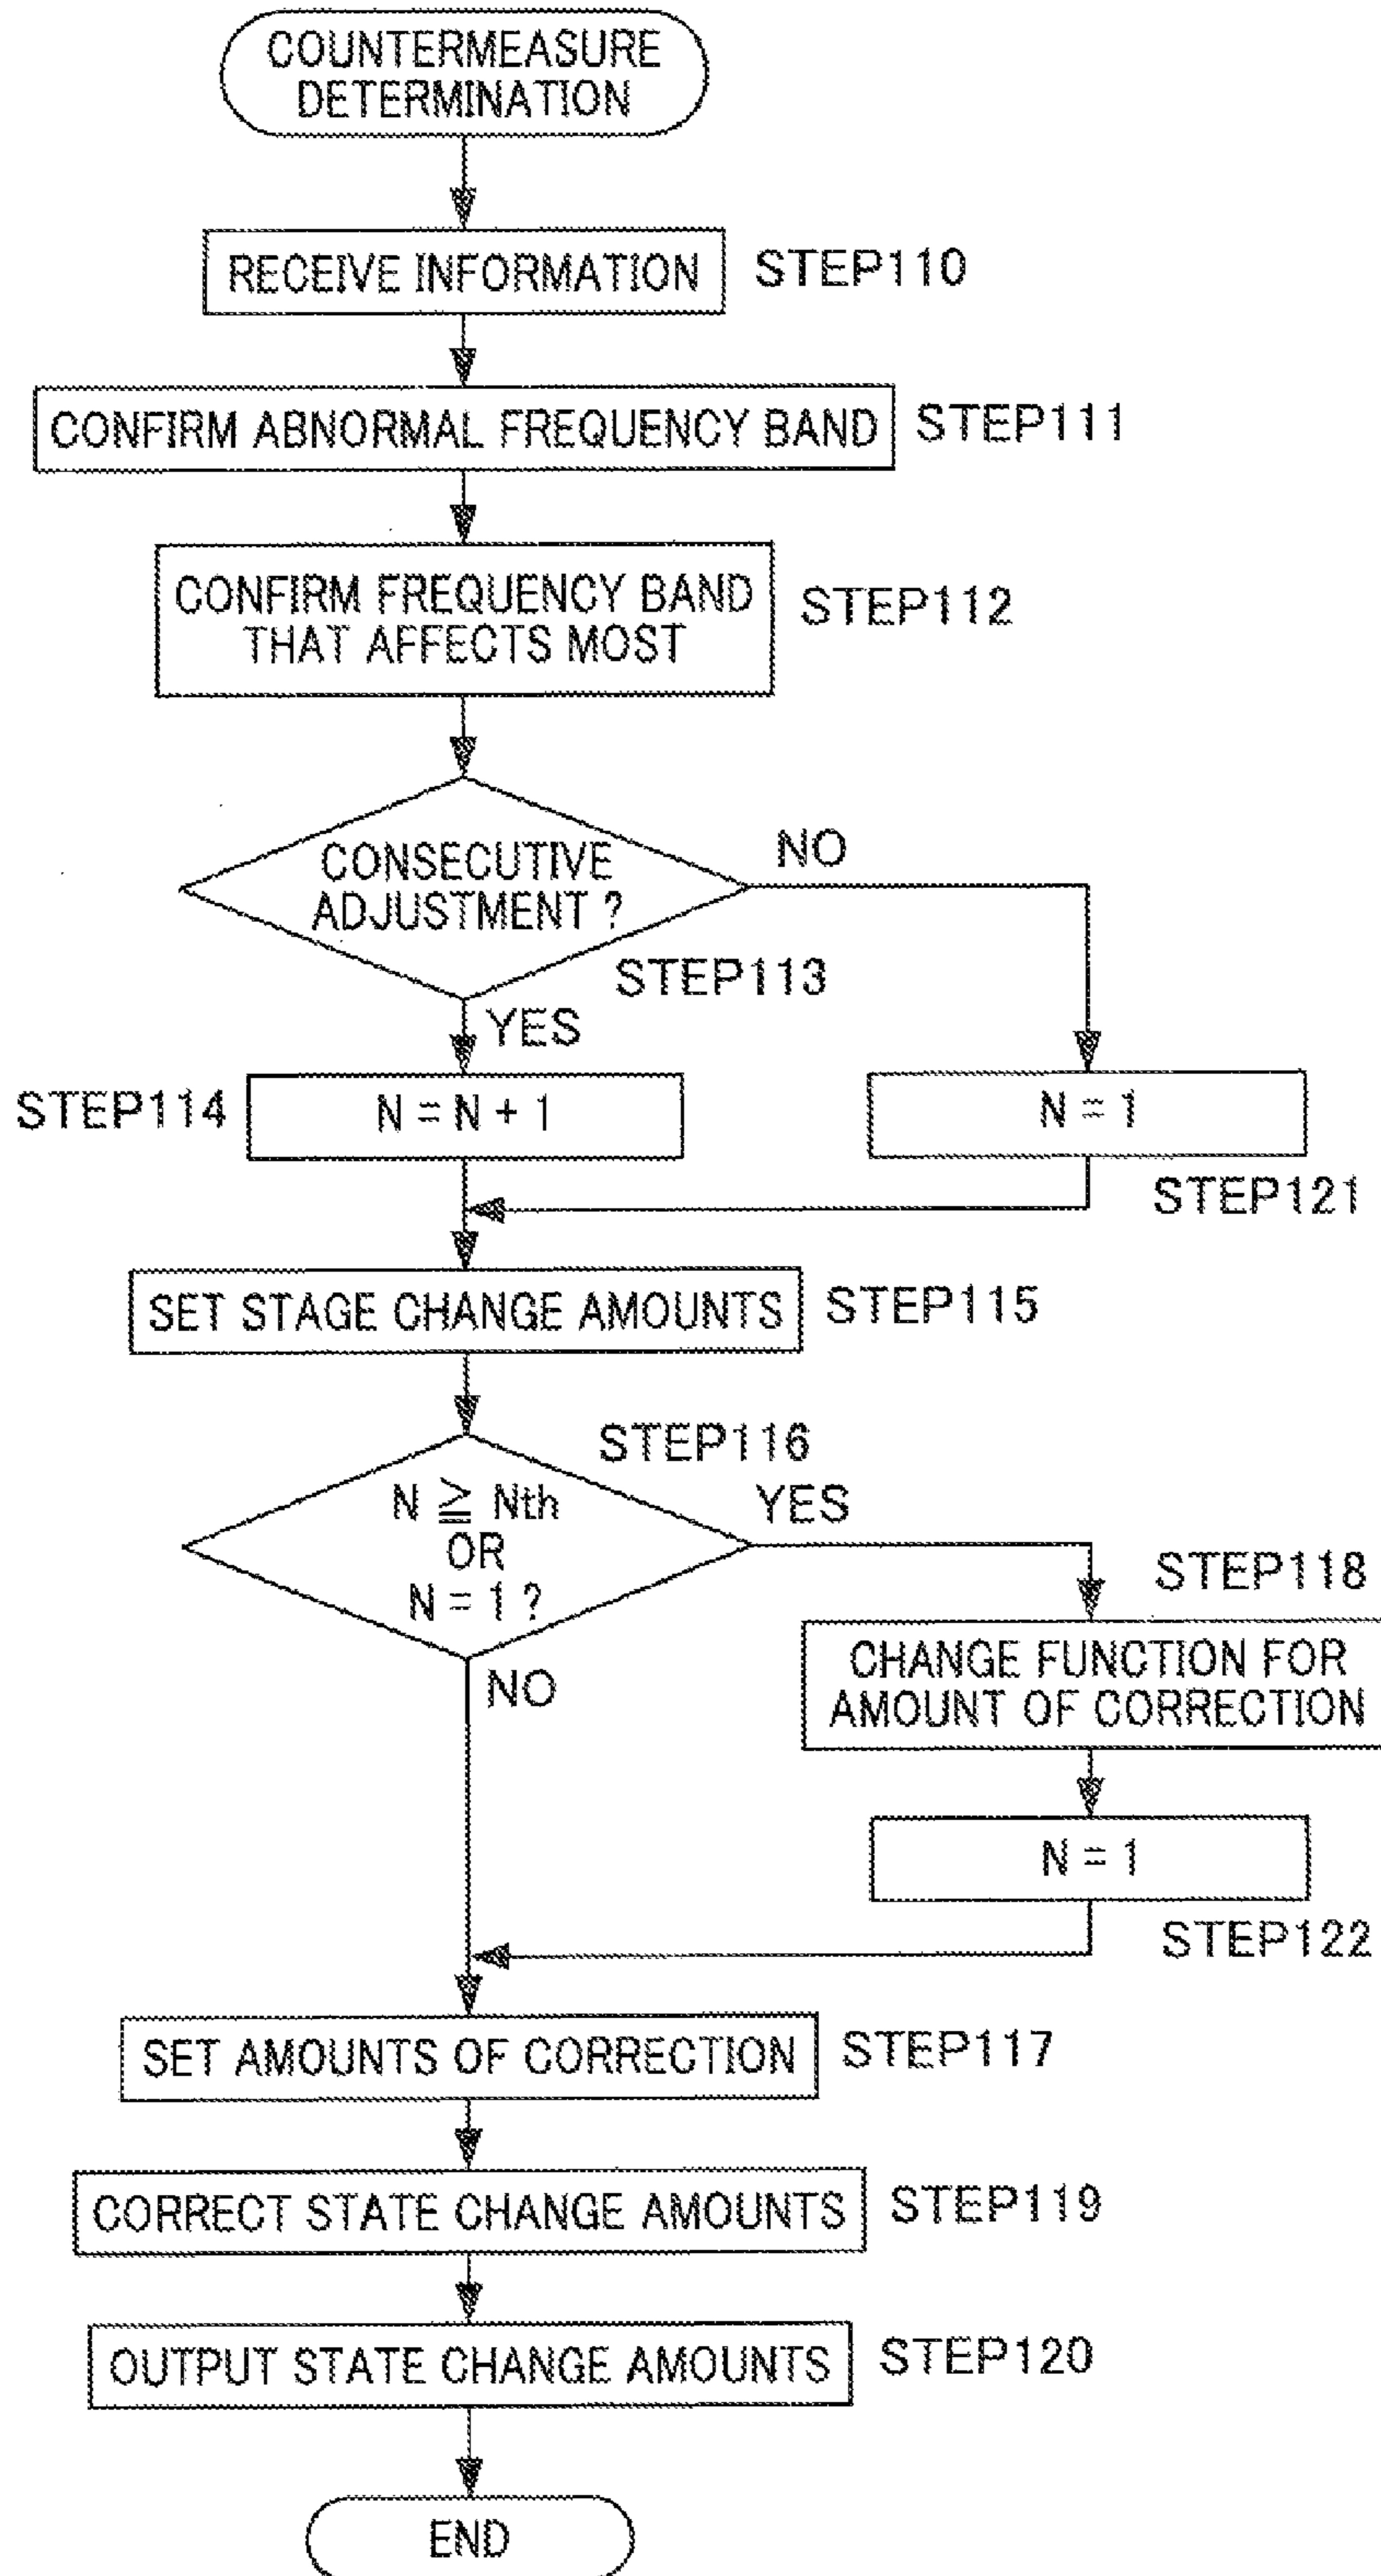 COUNTERMEASURE
DETERMINATION
RECEIVE INFORMATION
STEP110
CONFIRM ABNORMAL FREQUENCY BAND
STEP111
CONFIRM FREQUENCY BAND
THAT AFFECTS MOST
STEP112
CONSECUTIVE
ADJUSTMENT ?
NO
STEP113
YES
STEP114
N = N + 1
N = 1
STEP121
SET STAGE CHANGE AMOUNTS
STEP115
STEP116
N ≧ Nth
OR
N = 1 ?
YES
NO
STEP118
CHANGE FUNCTION FOR
AMOUNT OF CORRECTION
N = 1
STEP122
SET AMOUNTS OF CORRECTION
STEP117
CORRECT STATE CHANGE AMOUNTS
STEP119
OUTPUT STATE CHANGE AMOUNTS
STEP120
END